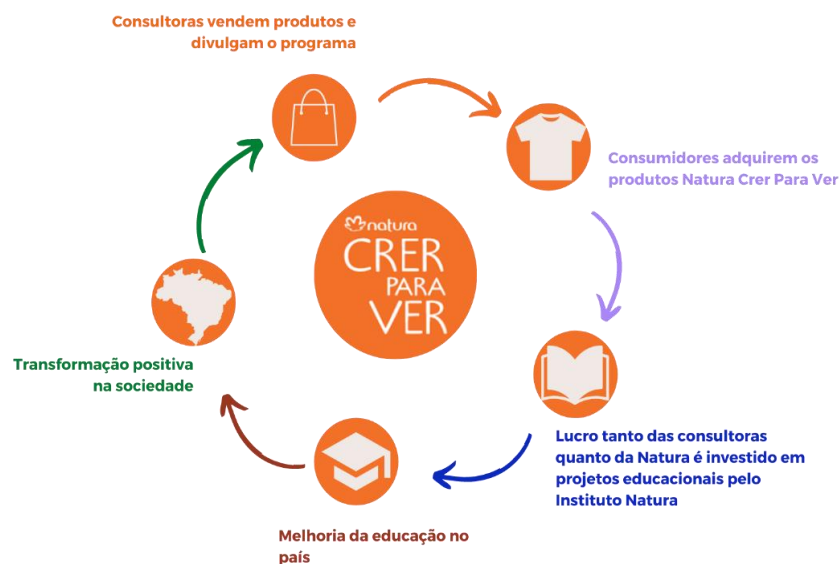 Consultoras vendem produtos e
divulgam o programa
Consumidores adquirem os
produtos Natura Crer Para Ver
natura
CRER
PARA
VER
Transformação positiva
na sociedade
Lucro tanto das consultoras
quanto da Natura é investido em
projetos educacionais pelo
Instituto Natura
Melhoria da educação no
país